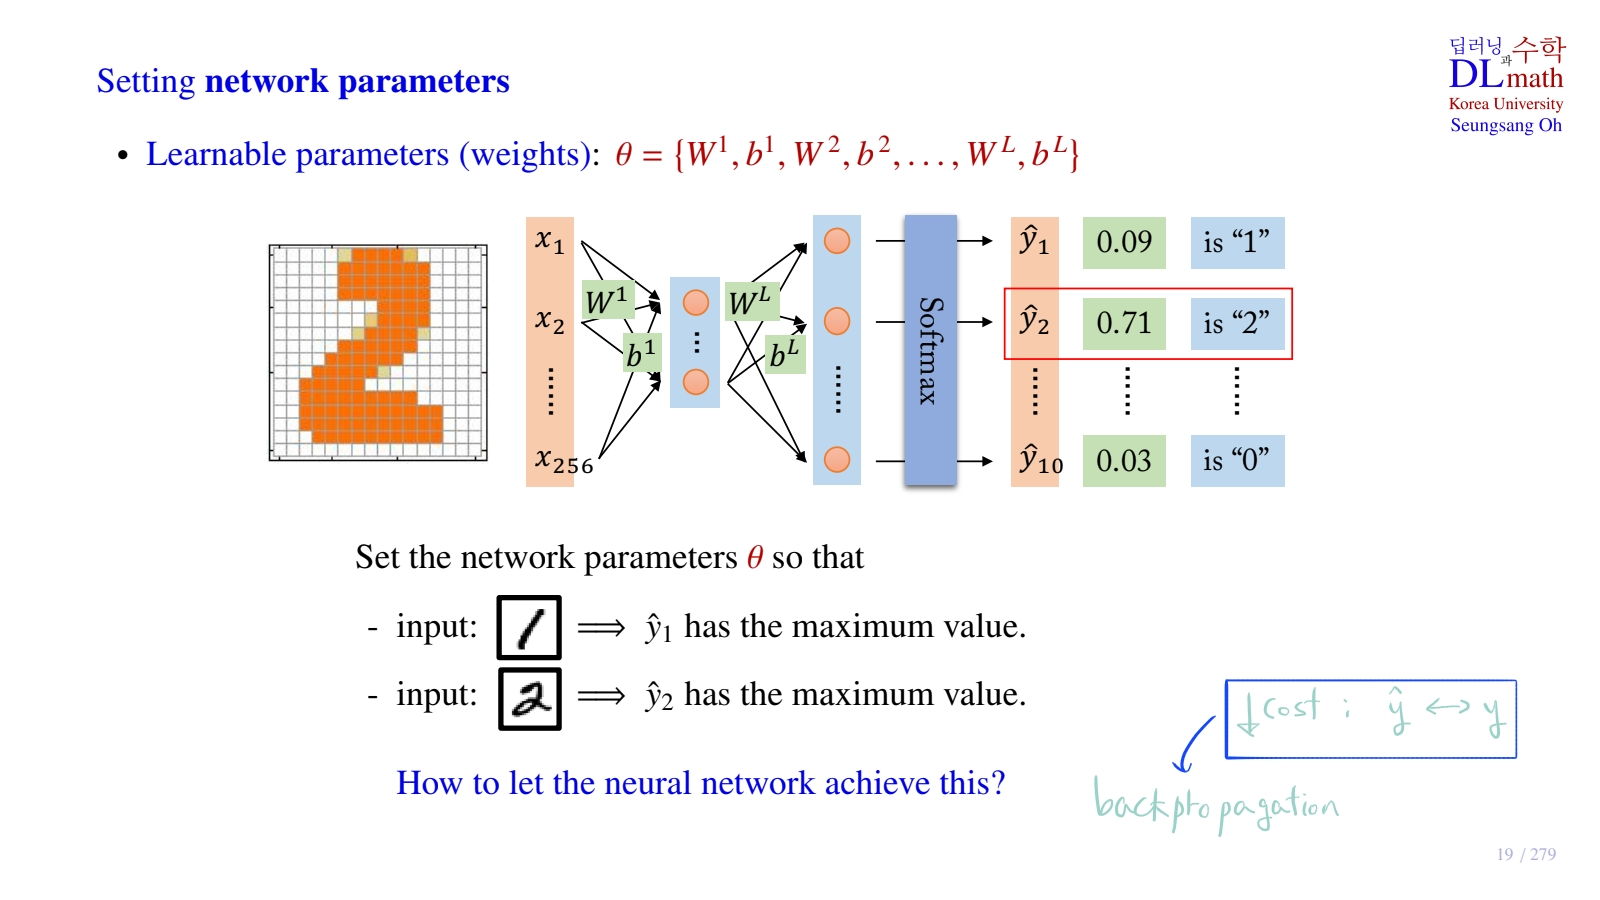 딥러닝과수학
DLmath
Korea University
Seungsang Oh
Setting network parameters
• Learnable parameters (weights): θ = {W¹, b¹, W², b², . . . , Wᴸ, bᴸ}
x₁ ŷ₁ 0.09 is “1”
W¹ Wᴸ
x₂ ŷ₂ 0.71 is “2”
b¹ bᴸ
Softmax
x₂₅₆ ŷ₁₀ 0.03 is “0”
Set the network parameters θ so that
- input: 1 ⟹ ŷ₁ has the maximum value.
- input: 2 ⟹ ŷ₂ has the maximum value.
How to let the neural network achieve this?
↓cost : ŷ ↔ y
backpropagation
19 / 279